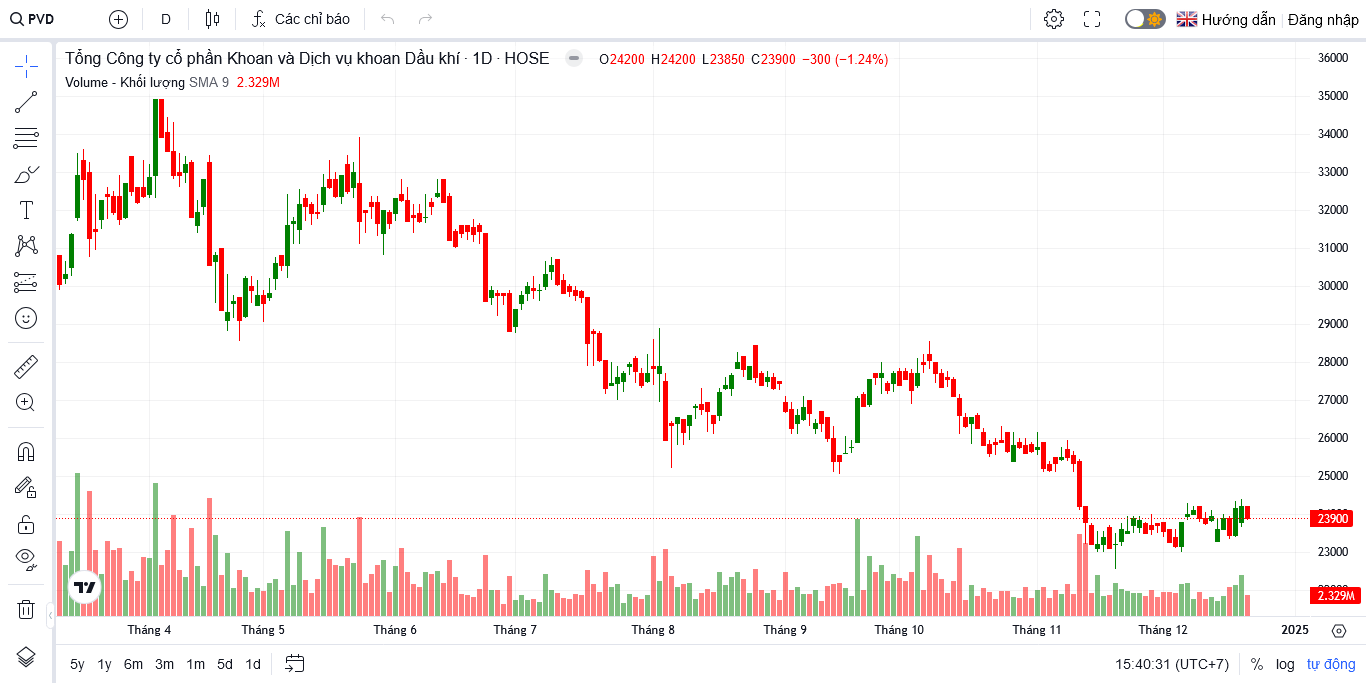 PVD D Các chỉ báo Hướng dẫn Đăng nhập
Tổng Công ty cổ phần Khoan và Dịch vụ khoan Dầu khí · 1D · HOSE O24200 H24200 L23850 C23900 −300 (−1.24%)
Volume - Khối lượng SMA 9 2.329M
36000
35000
34000
33000
32000
31000
30000
29000
28000
27000
26000
25000
23900
23000
2.329M
Tháng 4 Tháng 5 Tháng 6 Tháng 7 Tháng 8 Tháng 9 Tháng 10 Tháng 11 Tháng 12 2025
5y 1y 6m 3m 1m 5d 1d 15:40:31 (UTC+7) % log tự động